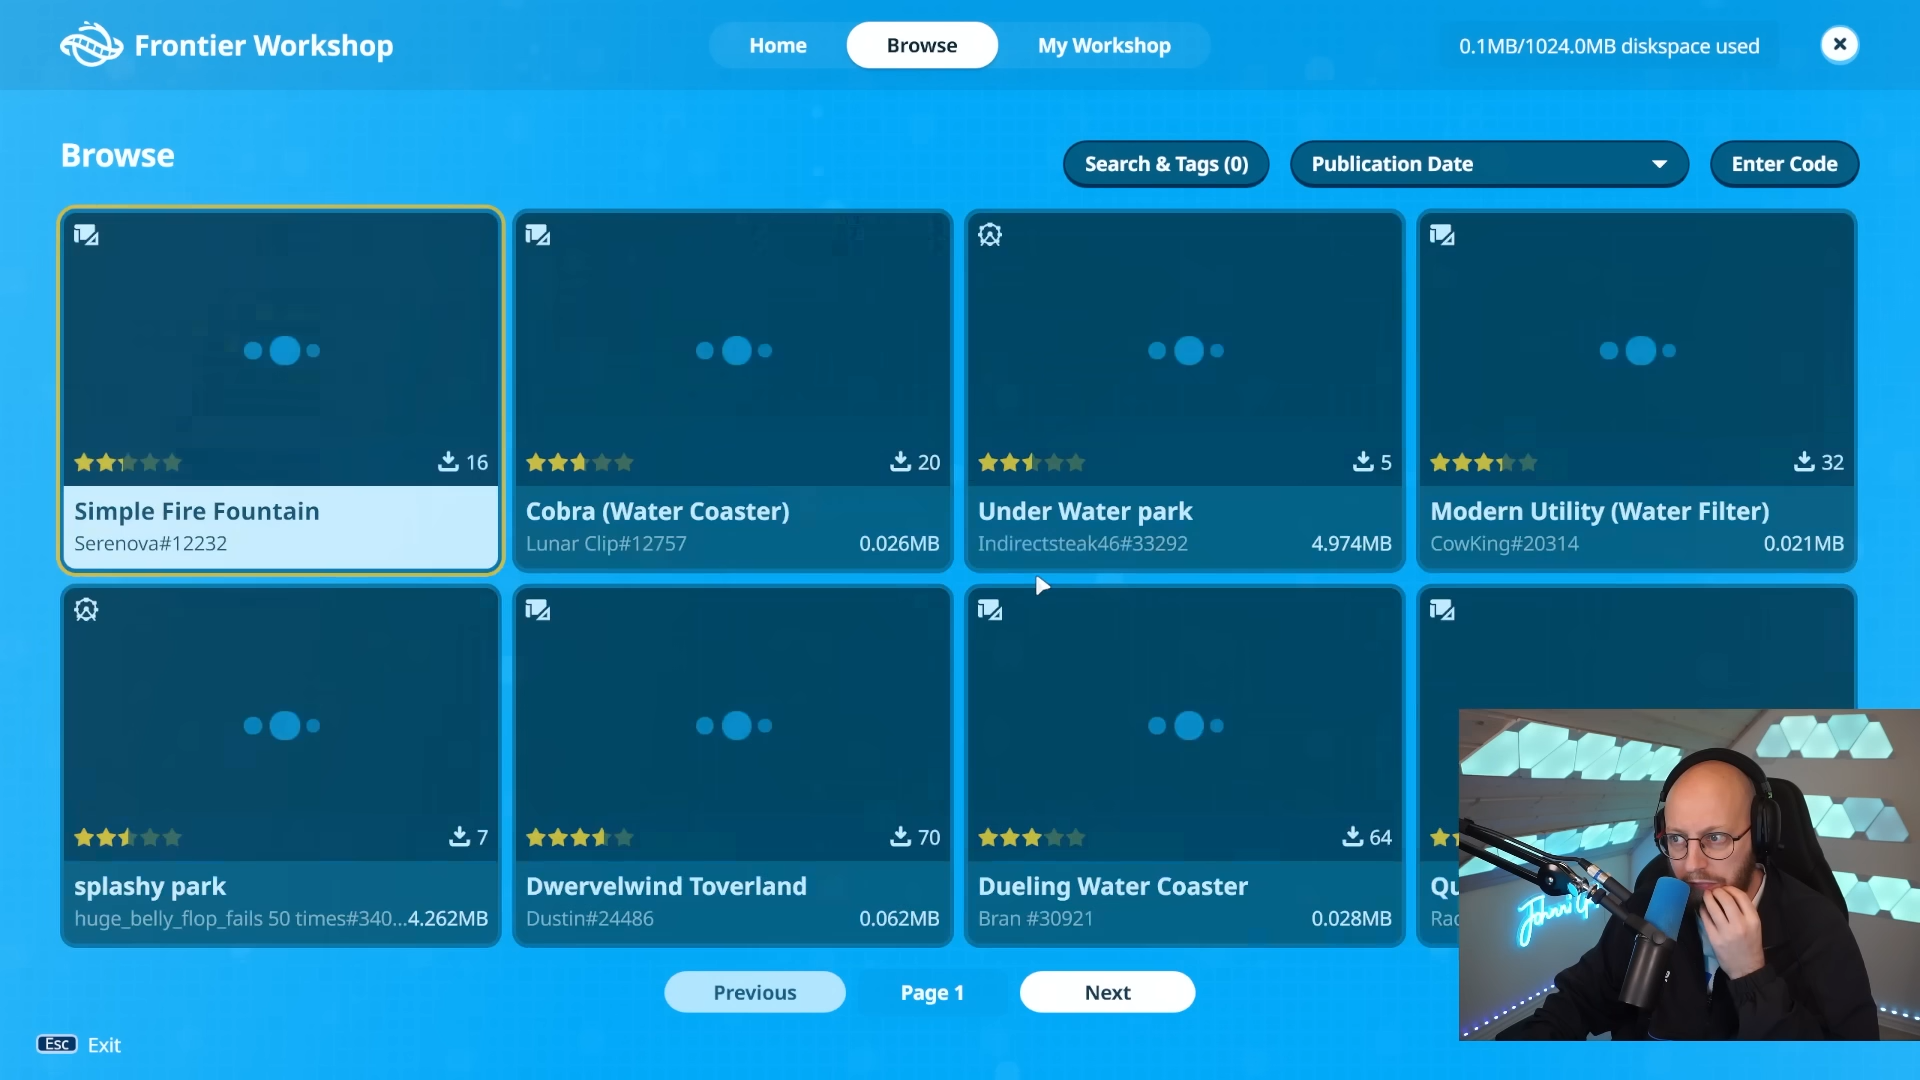 Frontier Workshop
Home
Browse
My Workshop
0.1MB/1024.0MB diskspace used
Browse
Search & Tags (0)
Publication Date
Enter Code
16
Simple Fire Fountain
Serenova#12232
20
Cobra (Water Coaster)
Lunar Clip#12757
0.026MB
5
Under Water park
Indirectsteak46#33292
4.974MB
32
Modern Utility (Water Filter)
CowKing#20314
0.021MB
7
splashy park
huge_belly_flop_fails 50 times#340...4.262MB
70
Dwervelwind Toverland
Dustin#24486
0.062MB
64
Dueling Water Coaster
Bran #30921
0.028MB
Previous
Page 1
Next
Esc Exit